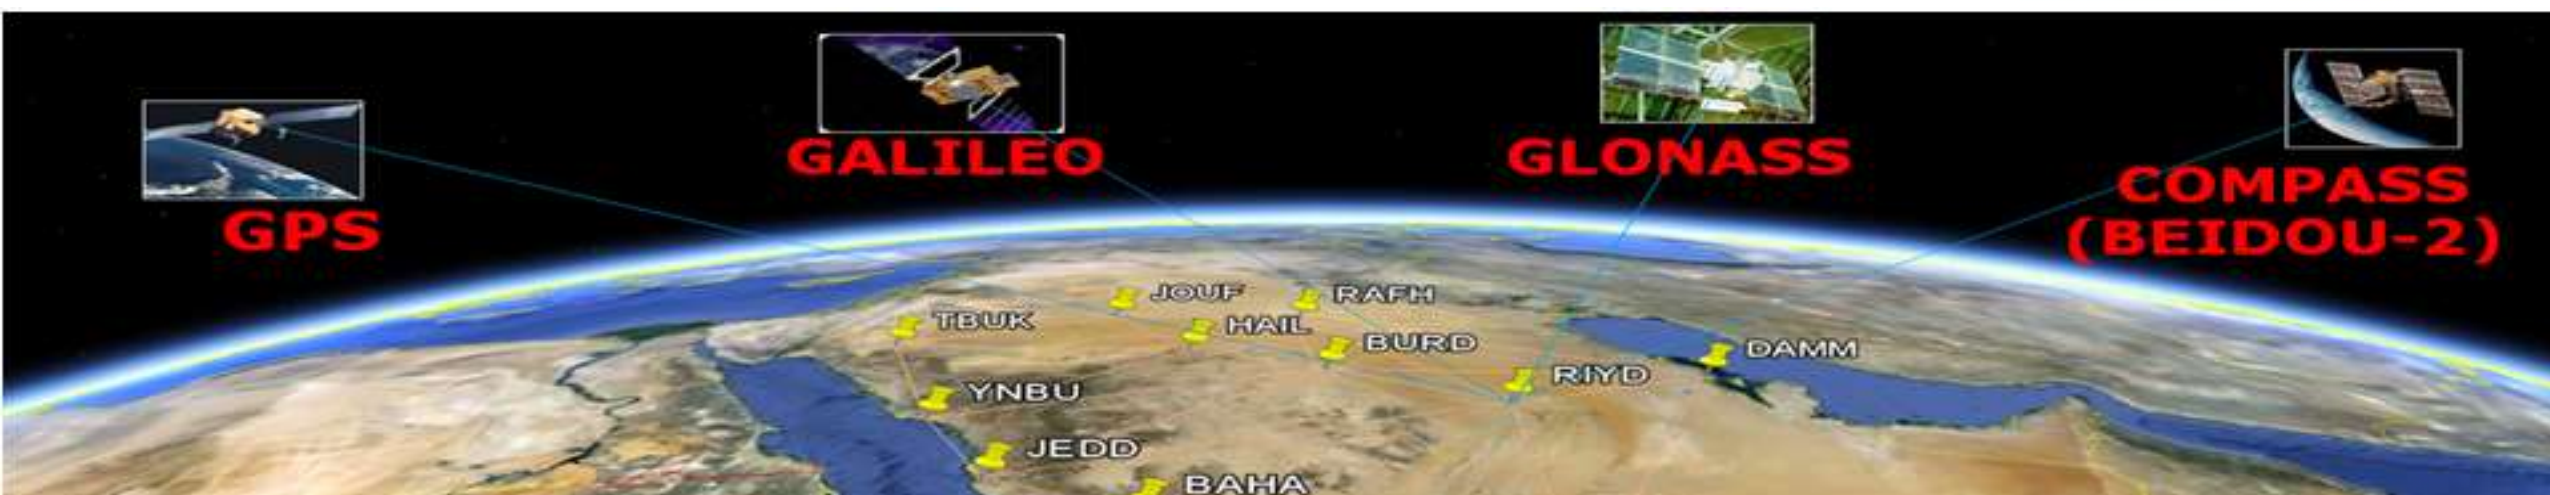 GPS
GALILEO
GLONASS
COMPASS
(BEIDOU-2)
JOUF
RAFH
TBUK
HAIL
BURD
DAMM
RIYD
YNBU
JEDD
BAHA